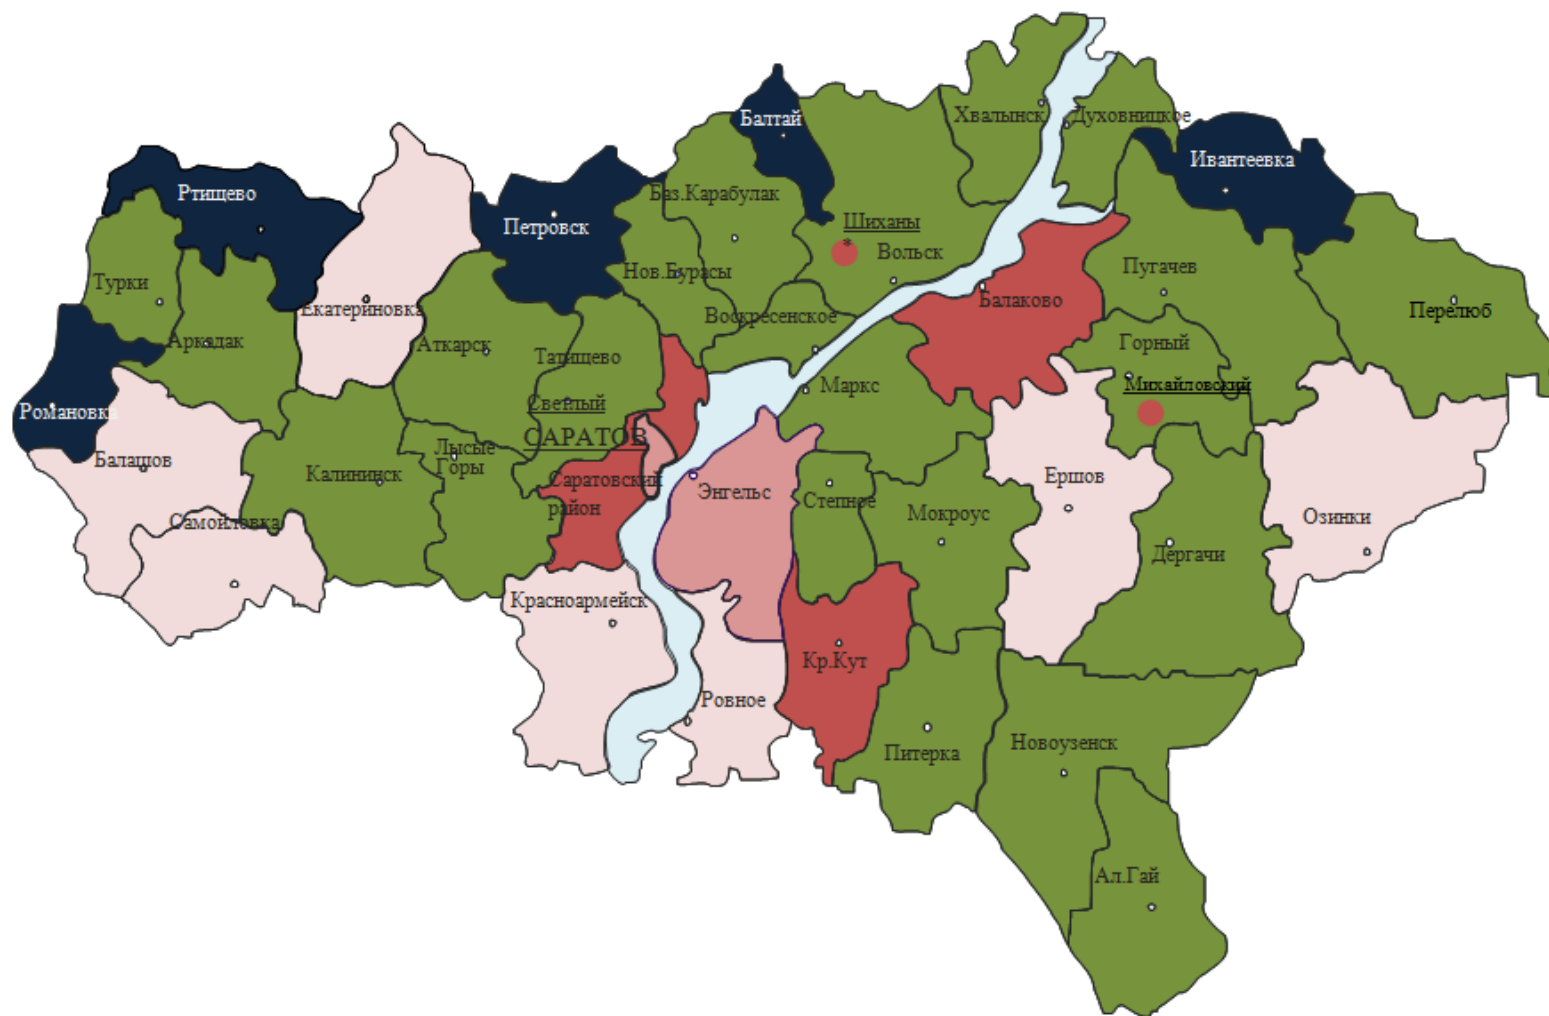 Хвалынск
Духовницкое
Балтай
Ивантеевка
Ртищево
Баз.Карабулак
Петровск
Шиханы
*
Вольск
Пугачев
Турки
Нов.Бурасы
Балаково
Перелюб
Екатериновка
Воскресенское
Аркадак
Аткарск
Татищево
Горный
Маркс
Михайловский
Романовка
Светлый
САРАТОВ
Балашов
Калининск
Лысые
Горы
Саратовский
район
Энгельс
Степное
Ершов
Мокроус
Озинки
Самойловка
Дергачи
Красноармейск
Кр.Кут
Ровное
Питерка
Новоузенск
Ал.Гай